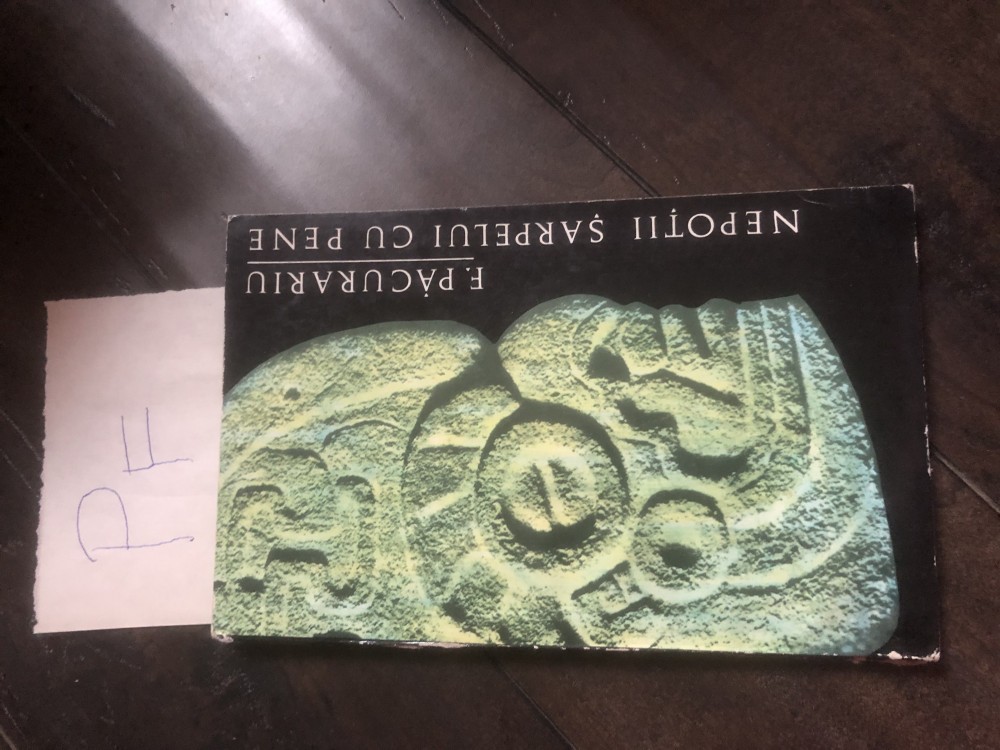 F. PĂCURARIU
NEPOȚII ȘARPELUI CU PENE
PF